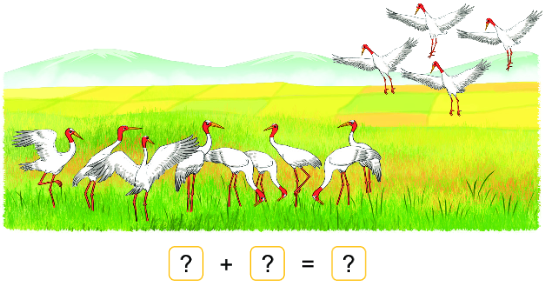 ? + ? = ?